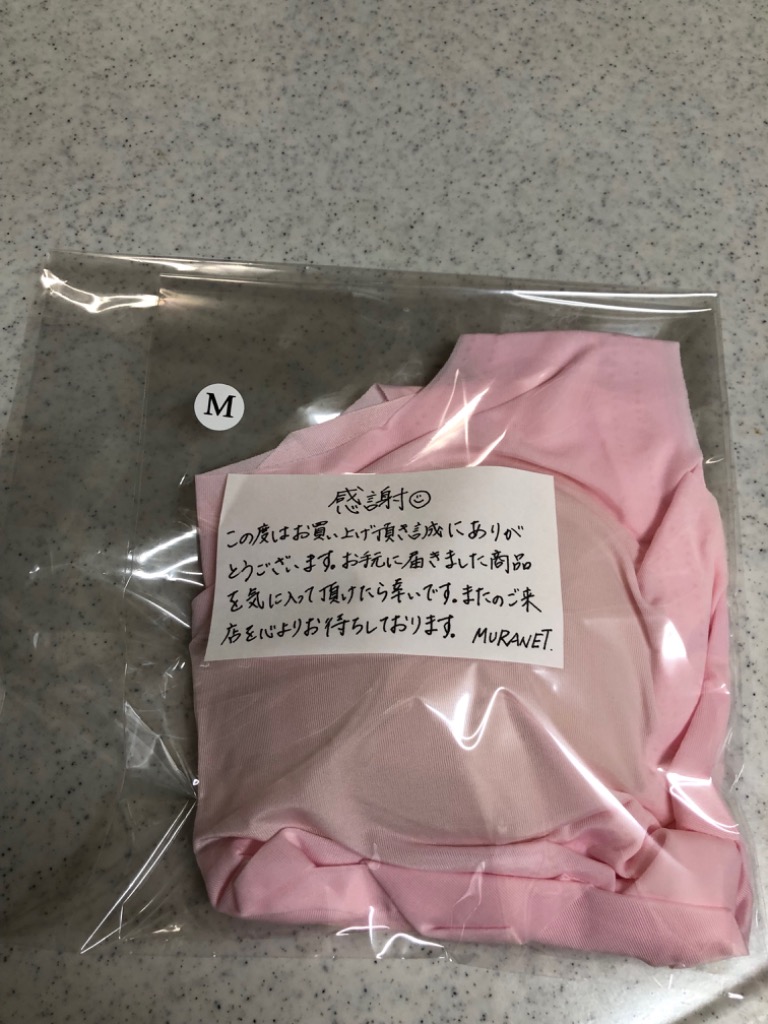 M
感謝☺
この度はお買い上げ頂き誠にありが
とうございます。お手元に届きました商品
を気に入って頂けたら幸いです。またのご来
店を心よりお待ちしております。 MURANET.